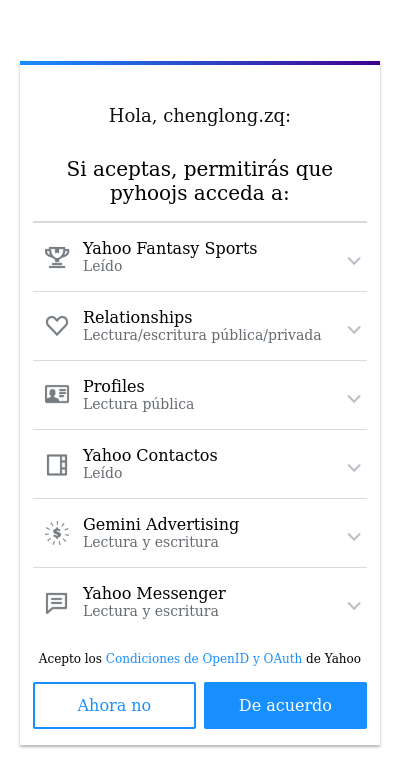 Hola, chenglong.zq:
Si aceptas, permitirás que
pyhoojs acceda a:
Yahoo Fantasy Sports
Leído
Relationships
Lectura/escritura pública/privada
Profiles
Lectura pública
Yahoo Contactos
Leído
Gemini Advertising
Lectura y escritura
Yahoo Messenger
Lectura y escritura
Acepto los Condiciones de OpenID y OAuth de Yahoo
Ahora no
De acuerdo